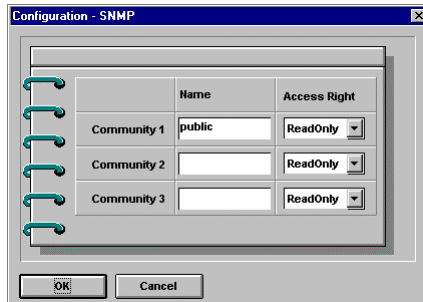 Configuration - SNMP
Name Access Right
Community 1 public ReadOnly
Community 2 ReadOnly
Community 3 ReadOnly
OK Cancel